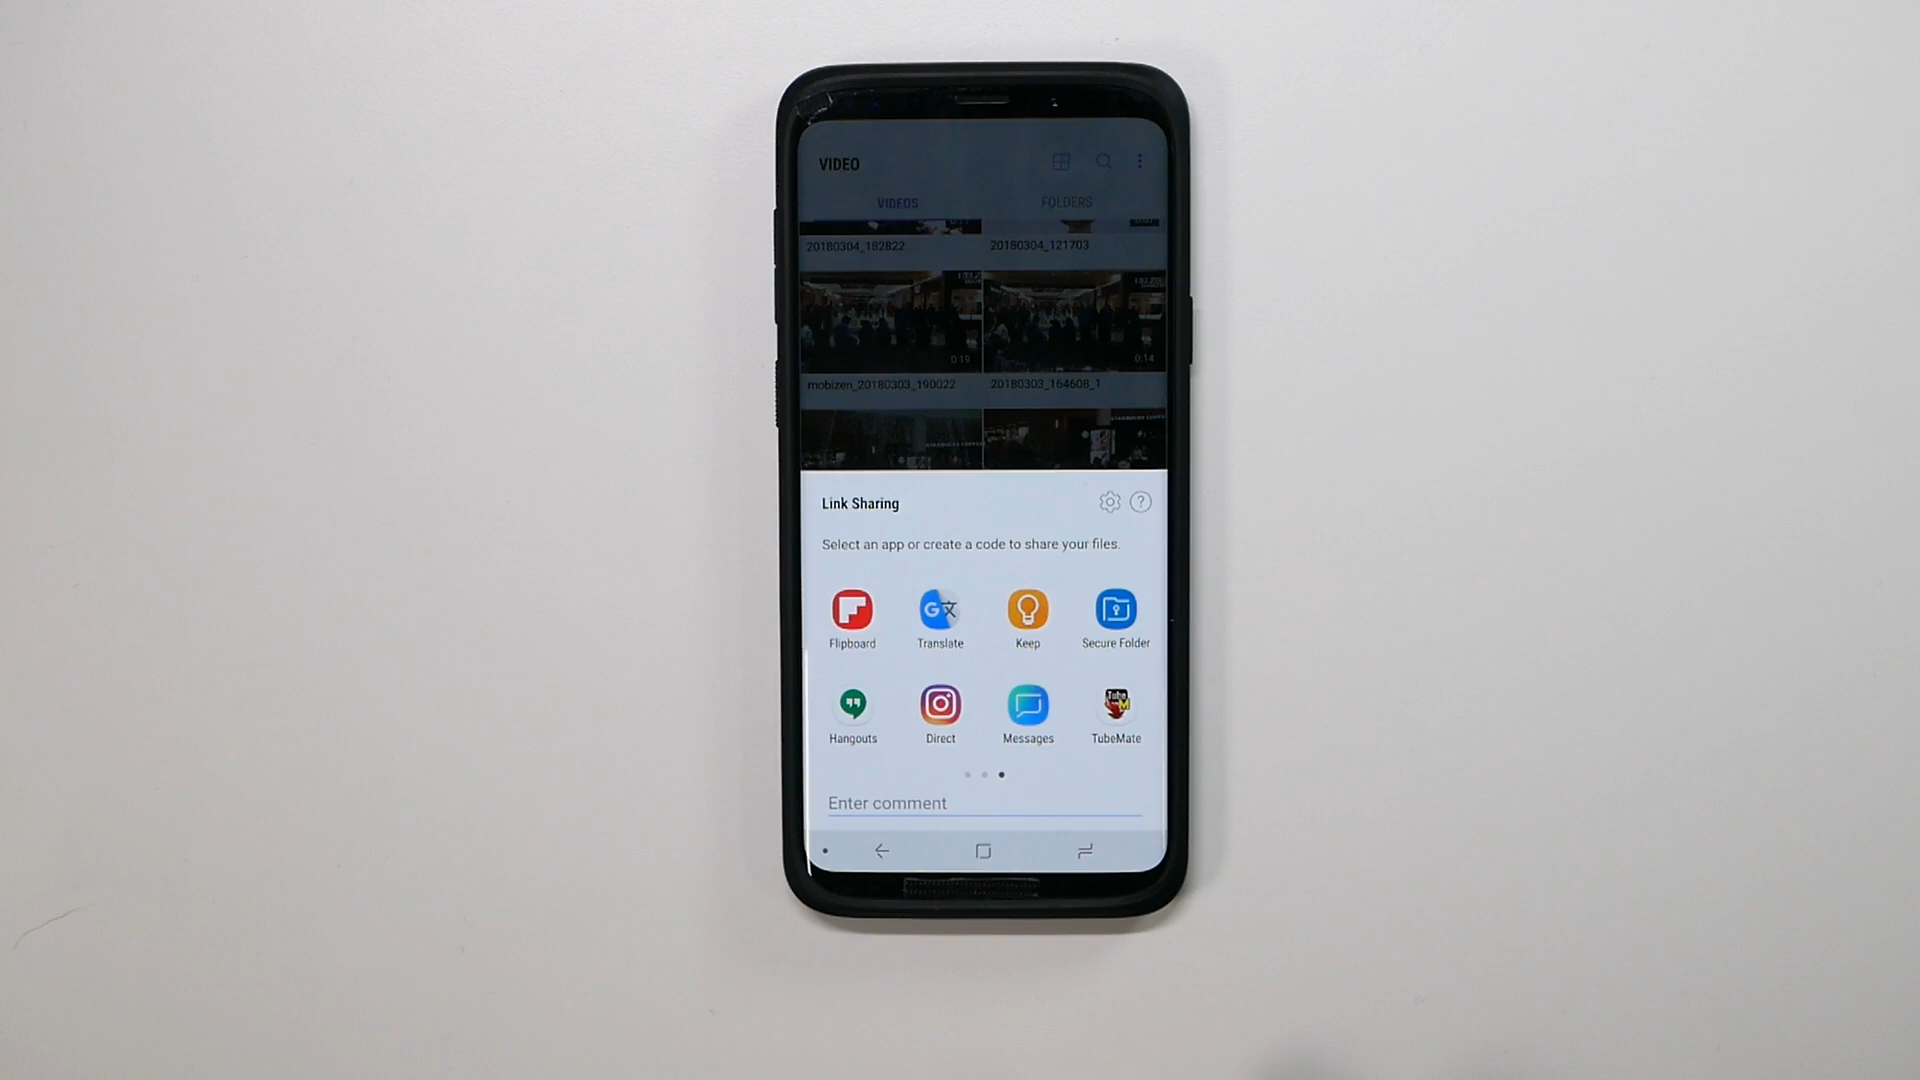 VIDEO
VIDEOS FOLDERS
20180304_182822 20180304_121703
0:19 0:14
mobizen_20180303_190022 20180303_164608_1
Link Sharing
Select an app or create a code to share your files.
Flipboard Translate Keep Secure Folder
Hangouts Direct Messages TubeMate
Enter comment